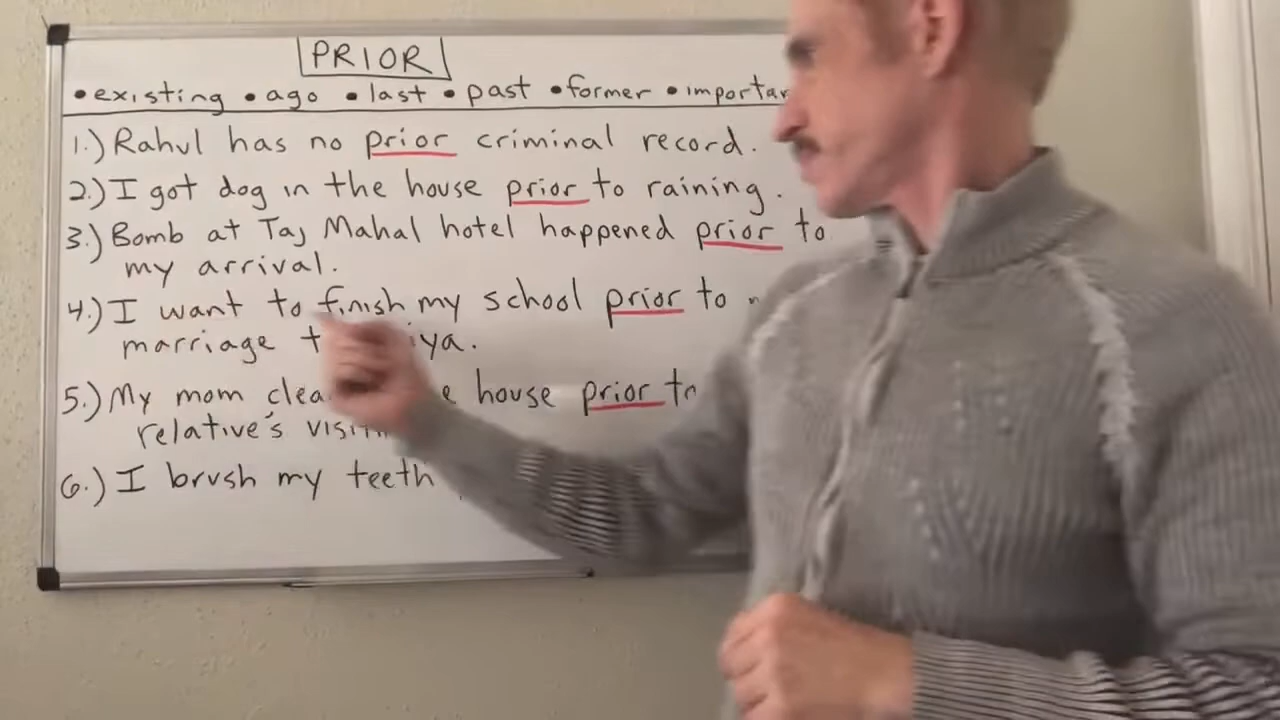 PRIOR
• existing • ago • last • past • former • importan
1.) Rahul has no prior criminal record.
2.) I got dog in the house prior to raining.
3.) Bomb at Taj Mahal hotel happened prior to
my arrival.
4.) I want to finish my school prior to
marriage
5.) My mom house prior to
relative's
6.) I brush my teeth